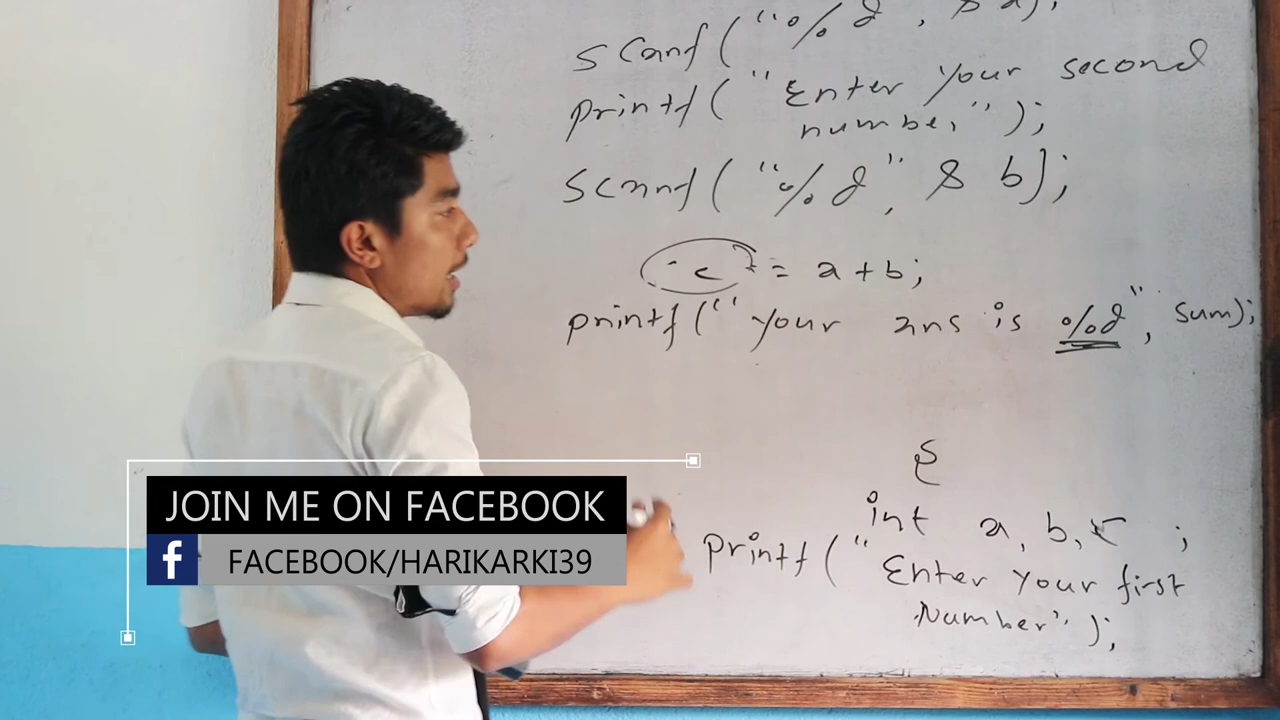 scanf("%d", & a);
printf("Enter your second
number");
scanf("%d", & b);
c = a + b;
printf("your ans is %d", sum);
{
int a, b, c ;
printf("Enter your first
Number");
JOIN ME ON FACEBOOK
f FACEBOOK/HARIKARKI39